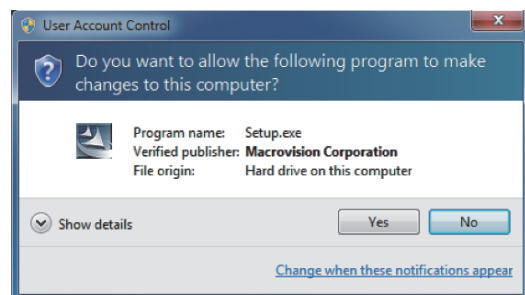 User Account Control
Do you want to allow the following program to make
changes to this computer?
Program name: Setup.exe
Verified publisher: Macrovision Corporation
File origin: Hard drive on this computer
Show details
Yes
No
Change when these notifications appear